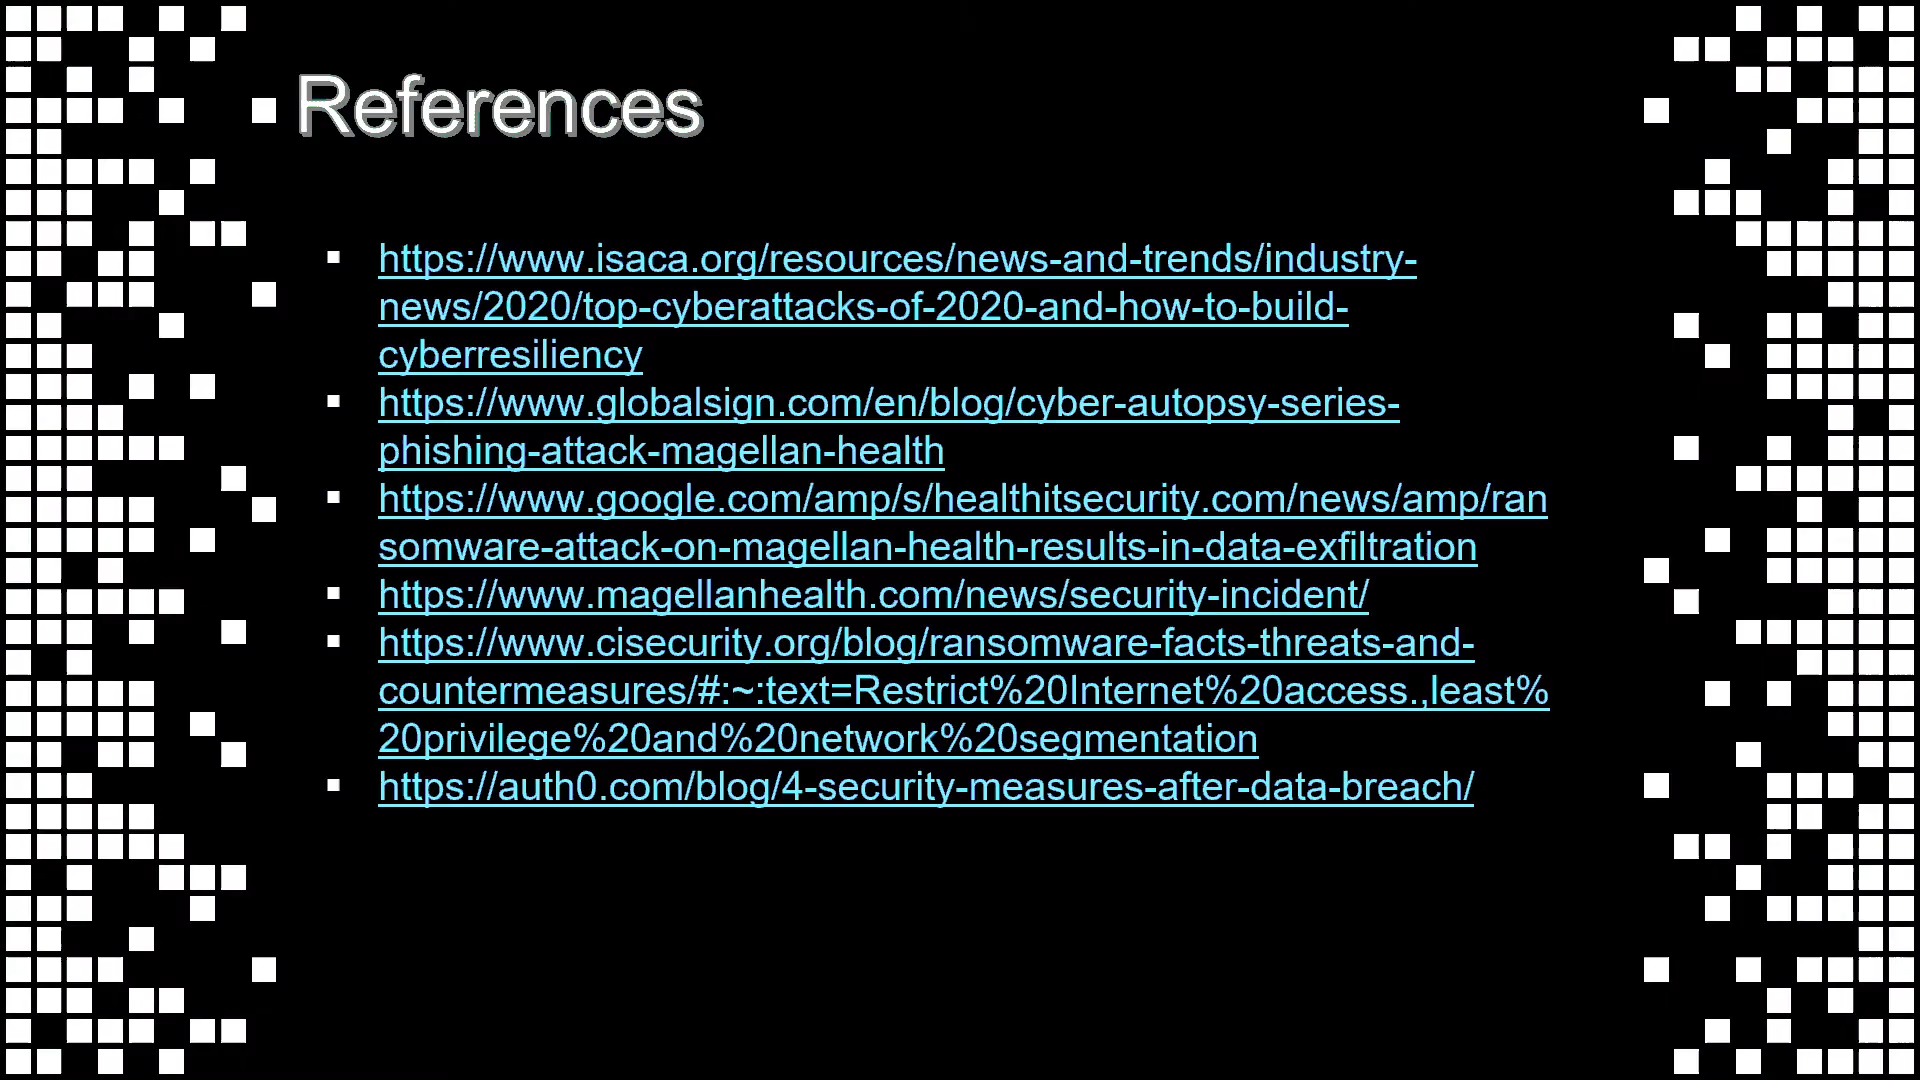 References
▪ https://www.isaca.org/resources/news-and-trends/industry-
news/2020/top-cyberattacks-of-2020-and-how-to-build-
cyberresiliency
▪ https://www.globalsign.com/en/blog/cyber-autopsy-series-
phishing-attack-magellan-health
▪ https://www.google.com/amp/s/healthitsecurity.com/news/amp/ran
somware-attack-on-magellan-health-results-in-data-exfiltration
▪ https://www.magellanhealth.com/news/security-incident/
▪ https://www.cisecurity.org/blog/ransomware-facts-threats-and-
countermeasures/#:~:text=Restrict%20Internet%20access.,least%
20privilege%20and%20network%20segmentation
▪ https://auth0.com/blog/4-security-measures-after-data-breach/